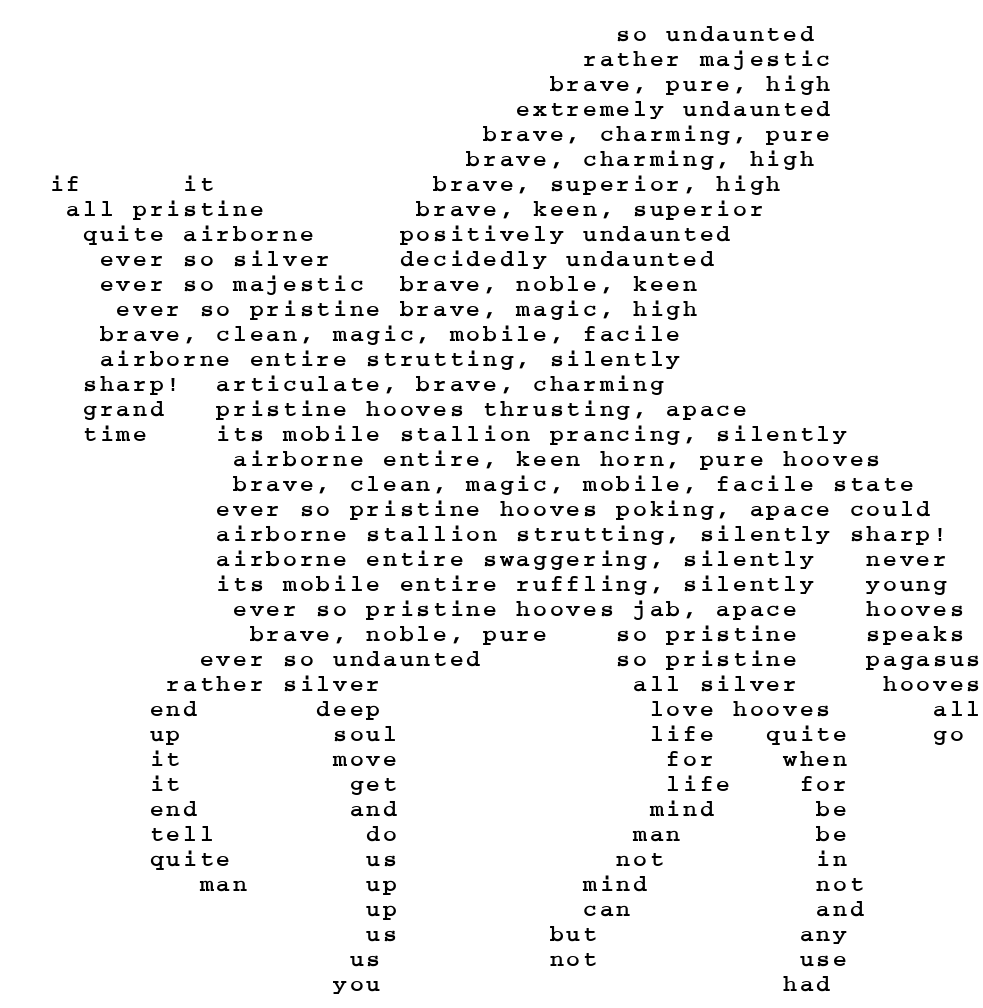 so undaunted
rather majestic
brave, pure, high
extremely undaunted
brave, charming, pure
brave, charming, high
if it brave, superior, high
all pristine brave, keen, superior
quite airborne positively undaunted
ever so silver decidedly undaunted
ever so majestic brave, noble, keen
ever so pristine brave, magic, high
brave, clean, magic, mobile, facile
airborne entire strutting, silently
sharp! articulate, brave, charming
grand pristine hooves thrusting, apace
time its mobile stallion prancing, silently
airborne entire, keen horn, pure hooves
brave, clean, magic, mobile, facile state
ever so pristine hooves poking, apace could
airborne stallion strutting, silently sharp!
airborne entire swaggering, silently never
its mobile entire ruffling, silently young
ever so pristine hooves jab, apace hooves
brave, noble, pure so pristine speaks
ever so undaunted so pristine pagasus
rather silver all silver hooves
end deep love hooves all
up soul life quite go
it move for when
it get life for
end and mind be
tell do man be
quite us not in
man up mind not
up can and
us but any
us not use
you had